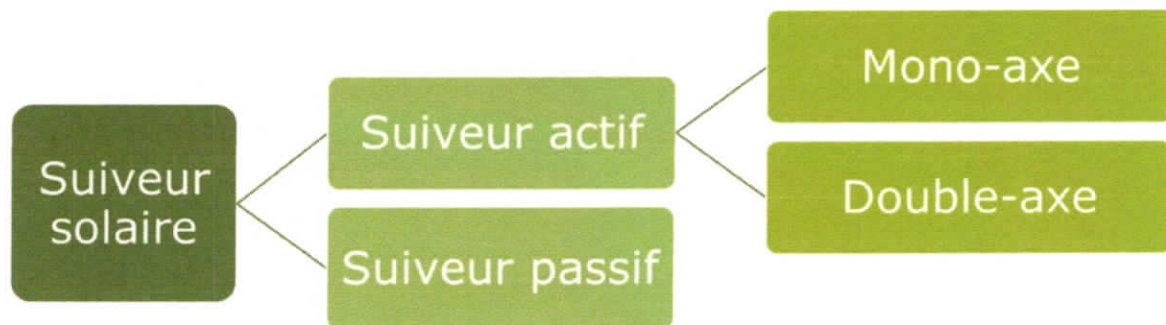 Suiveur
solaire
Suiveur actif
Suiveur passif
Mono-axe
Double-axe